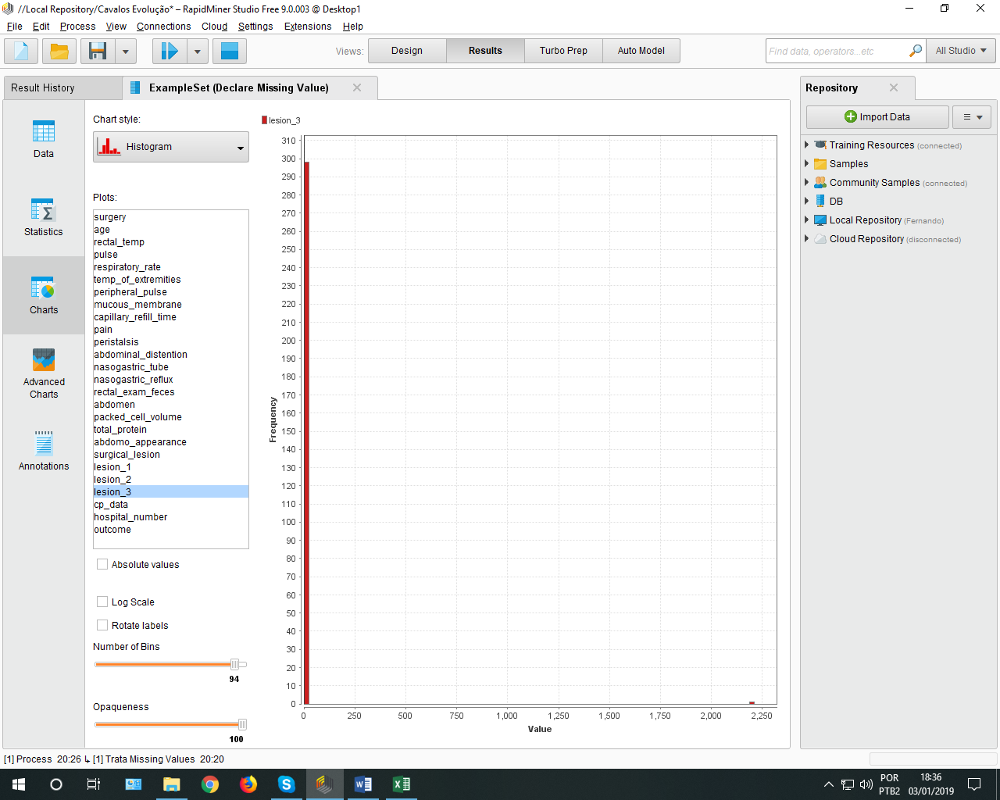 //Local Repository/Cavalos Evolução* – RapidMiner Studio Free 9.0.003 @ Desktop1
File Edit Process View Connections Cloud Settings Extensions Help
Views: Design Results Turbo Prep Auto Model
Find data, operators...etc
All Studio
Result History
ExampleSet (Declare Missing Value)
Data
Statistics
Charts
Advanced
Charts
Annotations
Chart style:
Histogram
Plots:
surgery
age
rectal_temp
pulse
respiratory_rate
temp_of_extremities
peripheral_pulse
mucous_membrane
capillary_refill_time
pain
peristalsis
abdominal_distention
nasogastric_tube
nasogastric_reflux
rectal_exam_feces
abdomen
packed_cell_volume
total_protein
abdomo_appearance
surgical_lesion
lesion_1
lesion_2
lesion_3
cp_data
hospital_number
outcome
Absolute values
Log Scale
Rotate labels
Number of Bins
94
Opaqueness
100
lesion_3
310
300
290
280
270
260
250
240
230
220
210
200
190
180
170
160
150
140
130
120
110
100
90
80
70
60
50
40
30
20
10
0
Frequency
0 250 500 750 1,000 1,250 1,500 1,750 2,000 2,250
Value
Repository
Import Data
Training Resources (connected)
Samples
Community Samples (connected)
DB
Local Repository (Fernando)
Cloud Repository (disconnected)
[1] Process 20:26 ↳ [1] Trata Missing Values 20:20
POR
PTB2
18:36
03/01/2019